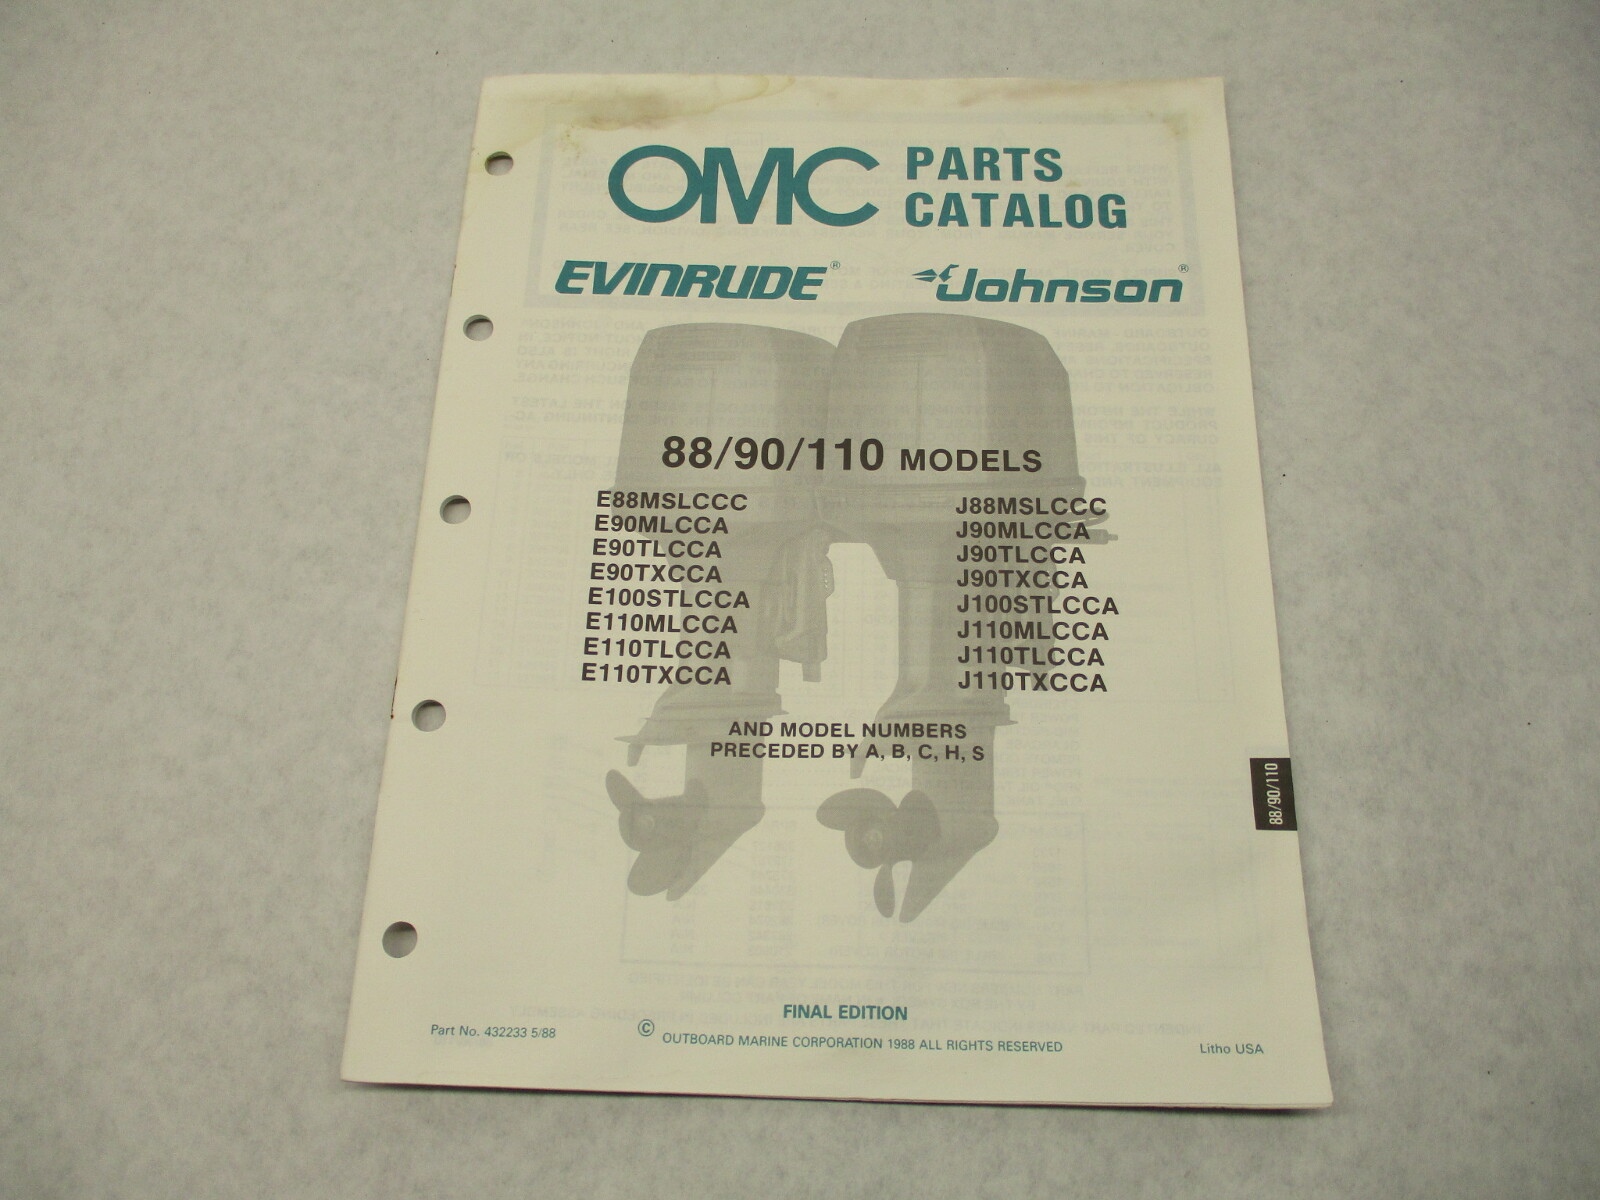 OMC PARTS CATALOG
EVINRUDE® Johnson®
88/90/110 MODELS
E88MSLCCC
E90MLCCA
E90TLCCA
E90TXCCA
E100STLCCA
E110MLCCA
E110TLCCA
E110TXCCA
J88MSLCCC
J90MLCCA
J90TLCCA
J90TXCCA
J100STLCCA
J110MLCCA
J110TLCCA
J110TXCCA
AND MODEL NUMBERS
PRECEDED BY A, B, C, H, S
88/90/110
FINAL EDITION
Part No. 432233 5/88
© OUTBOARD MARINE CORPORATION 1988 ALL RIGHTS RESERVED
Litho USA